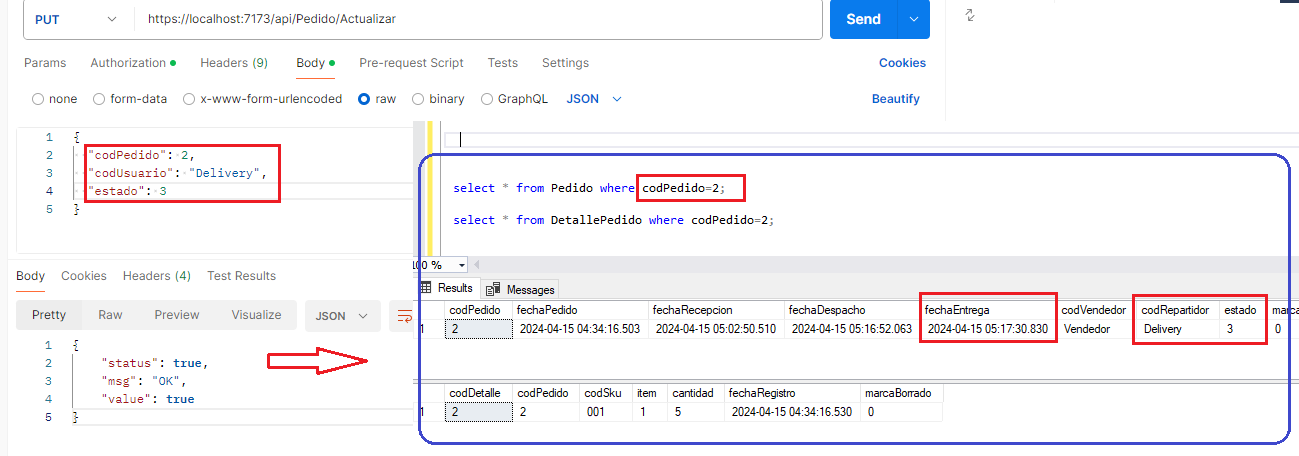 PUT https://localhost:7173/api/Pedido/Actualizar Send
Params Authorization Headers (9) Body Pre-request Script Tests Settings Cookies
none form-data x-www-form-urlencoded raw binary GraphQL JSON Beautify
1 {
2 "codPedido": 2,
3 "codUsuario": "Delivery",
4 "estado": 3
5 }
select * from Pedido where codPedido=2;
select * from DetallePedido where codPedido=2;
Body Cookies Headers (4) Test Results
Pretty Raw Preview Visualize JSON
1 {
2 "status": true,
3 "msg": "OK",
4 "value": true
5 }
100 %
Results Messages
codPedido fechaPedido fechaRecepcion fechaDespacho fechaEntrega codVendedor codRepartidor estado marca
1 2 2024-04-15 04:34:16.503 2024-04-15 05:02:50.510 2024-04-15 05:16:52.063 2024-04-15 05:17:30.830 Vendedor Delivery 3 0
codDetalle codPedido codSku item cantidad fechaRegistro marcaBorrado
1 2 2 001 1 5 2024-04-15 04:34:16.530 0